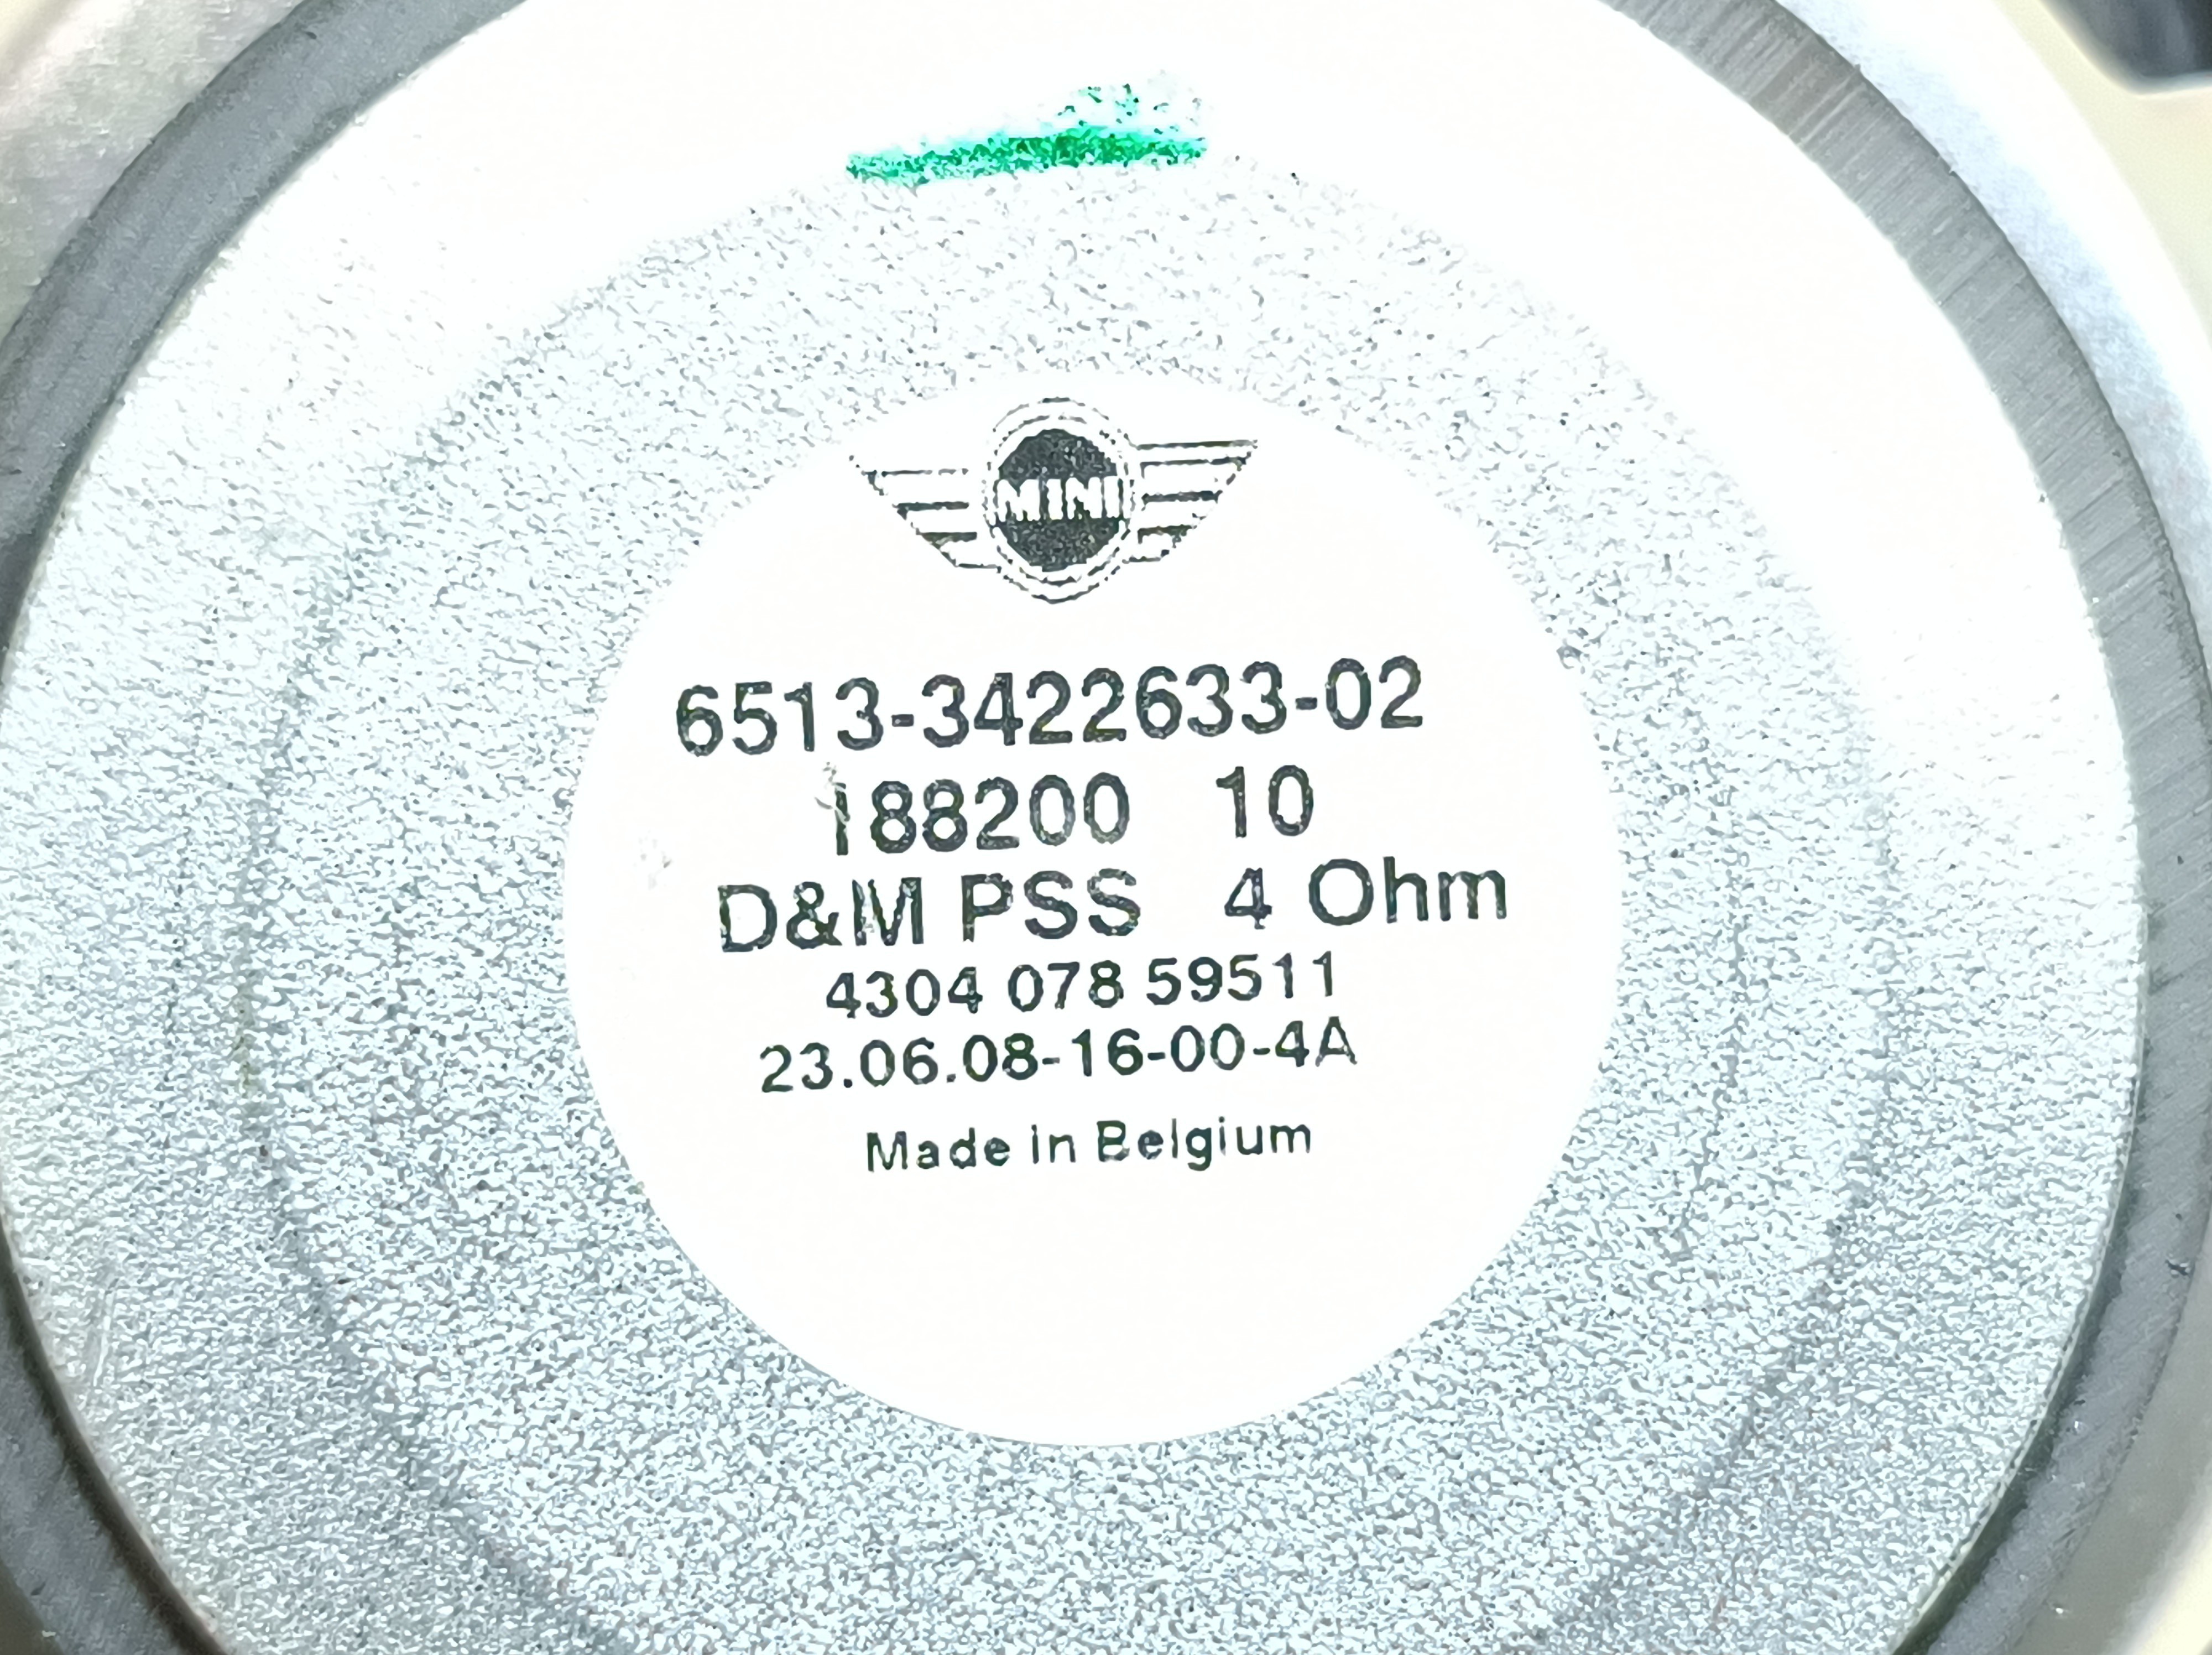 MINI
6513-3422633-02
188200 10
D&M PSS 4 Ohm
4304 078 59511
23.06.08-16-00-4A
Made in Belgium